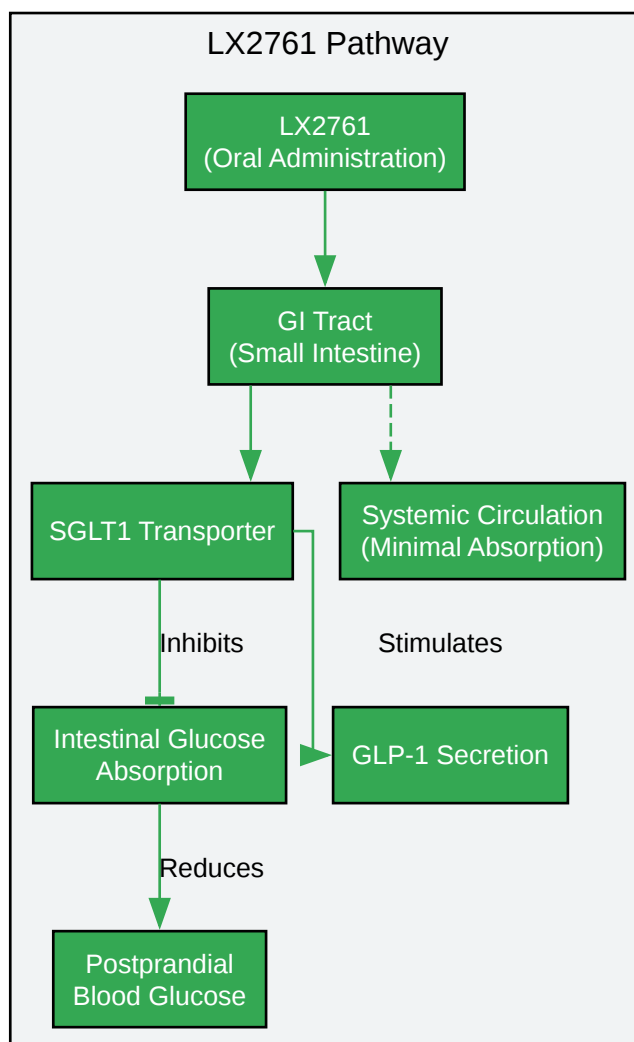 LX2761 Pathway
LX2761
(Oral Administration)
GI Tract
(Small Intestine)
SGLT1 Transporter
Systemic Circulation
(Minimal Absorption)
Inhibits
Stimulates
Intestinal Glucose
Absorption
GLP-1 Secretion
Reduces
Postprandial
Blood Glucose